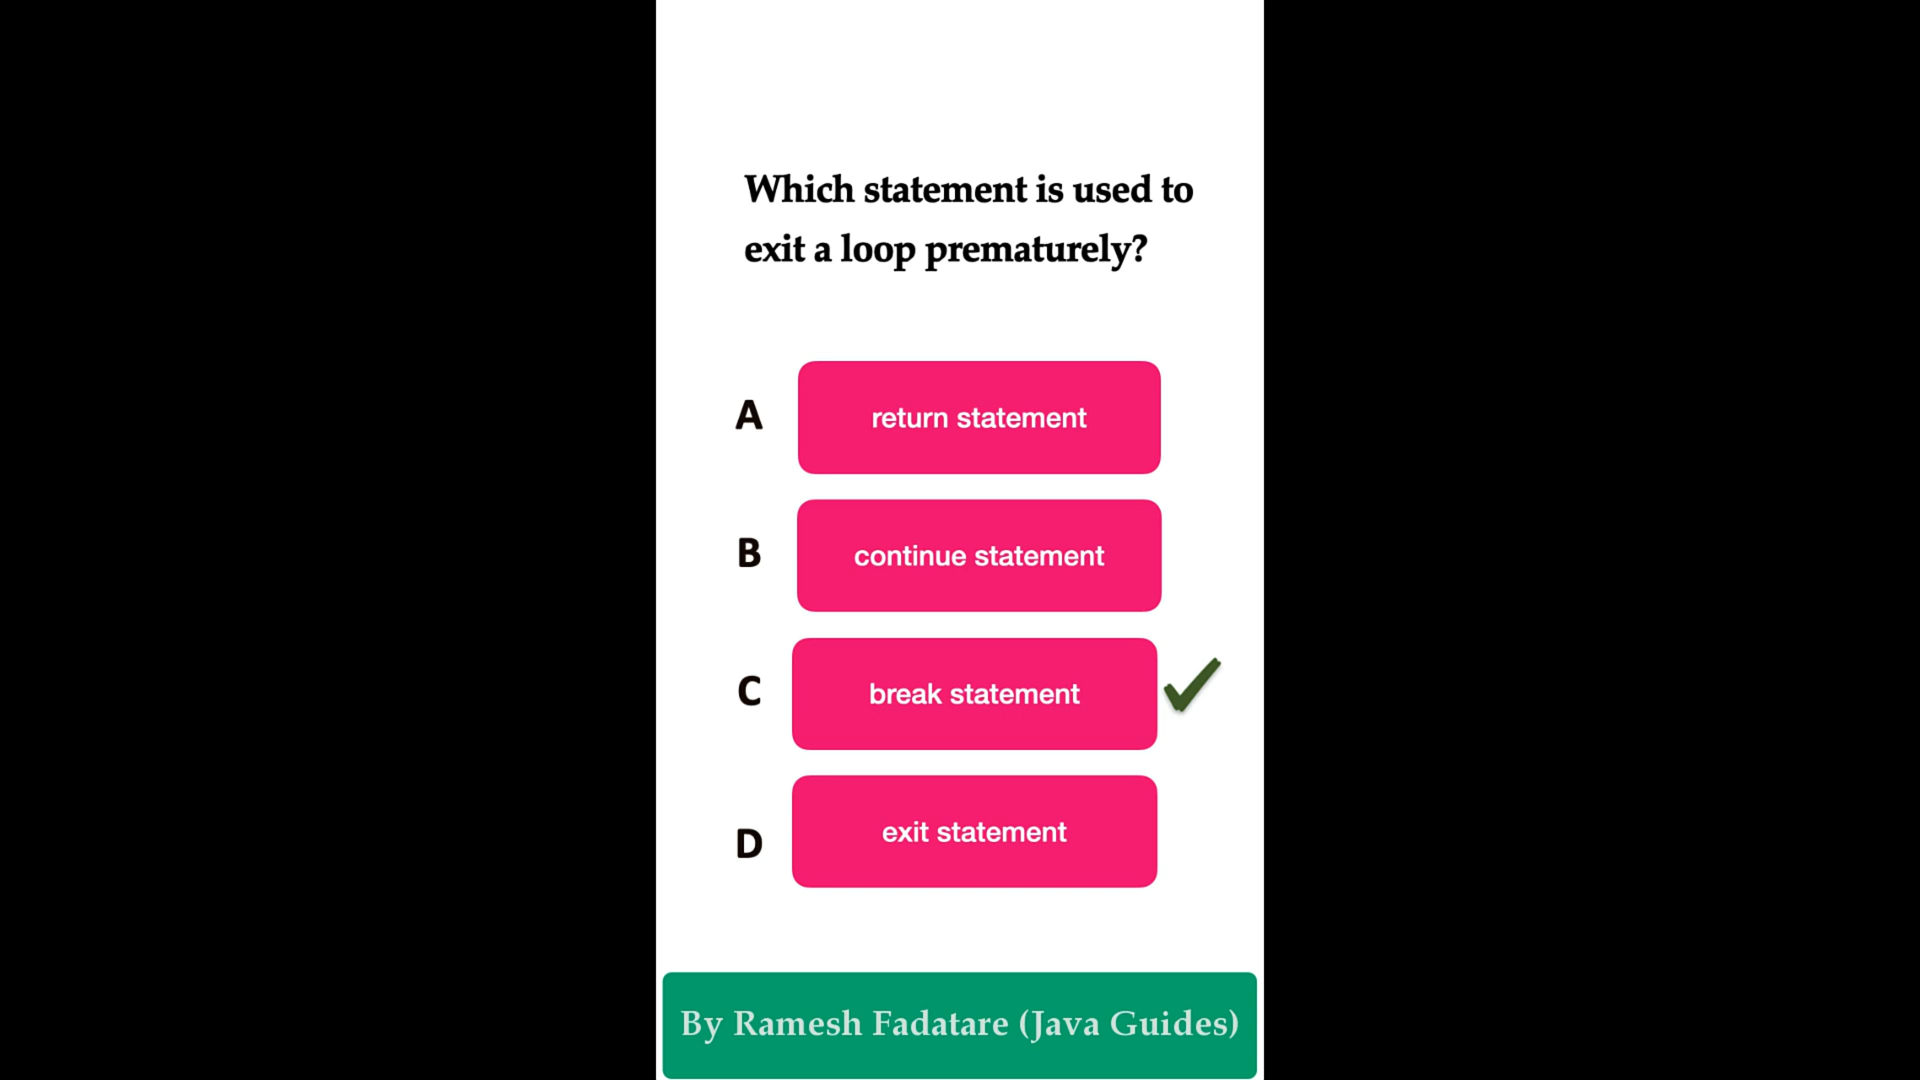 Which statement is used to
exit a loop prematurely?
A return statement
B continue statement
C break statement
D exit statement
By Ramesh Fadatare (Java Guides)